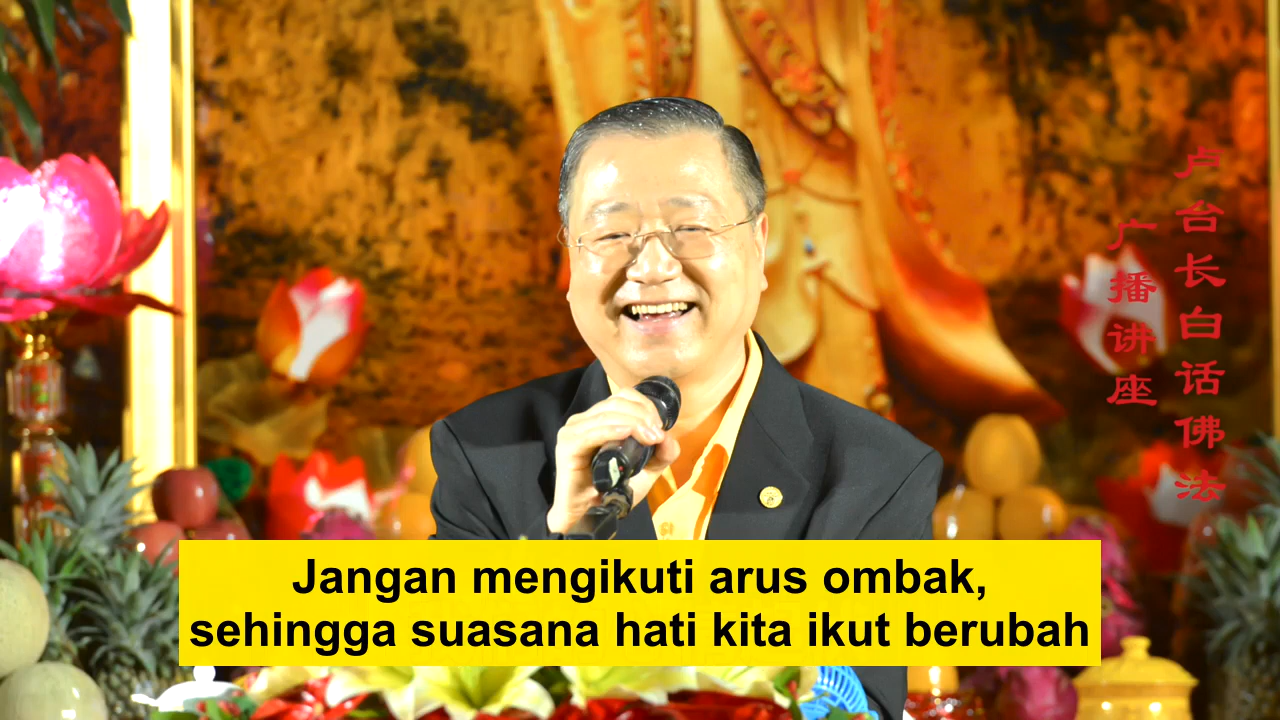 卢台长白话佛法
广播讲座
Jangan mengikuti arus ombak,
sehingga suasana hati kita ikut berubah